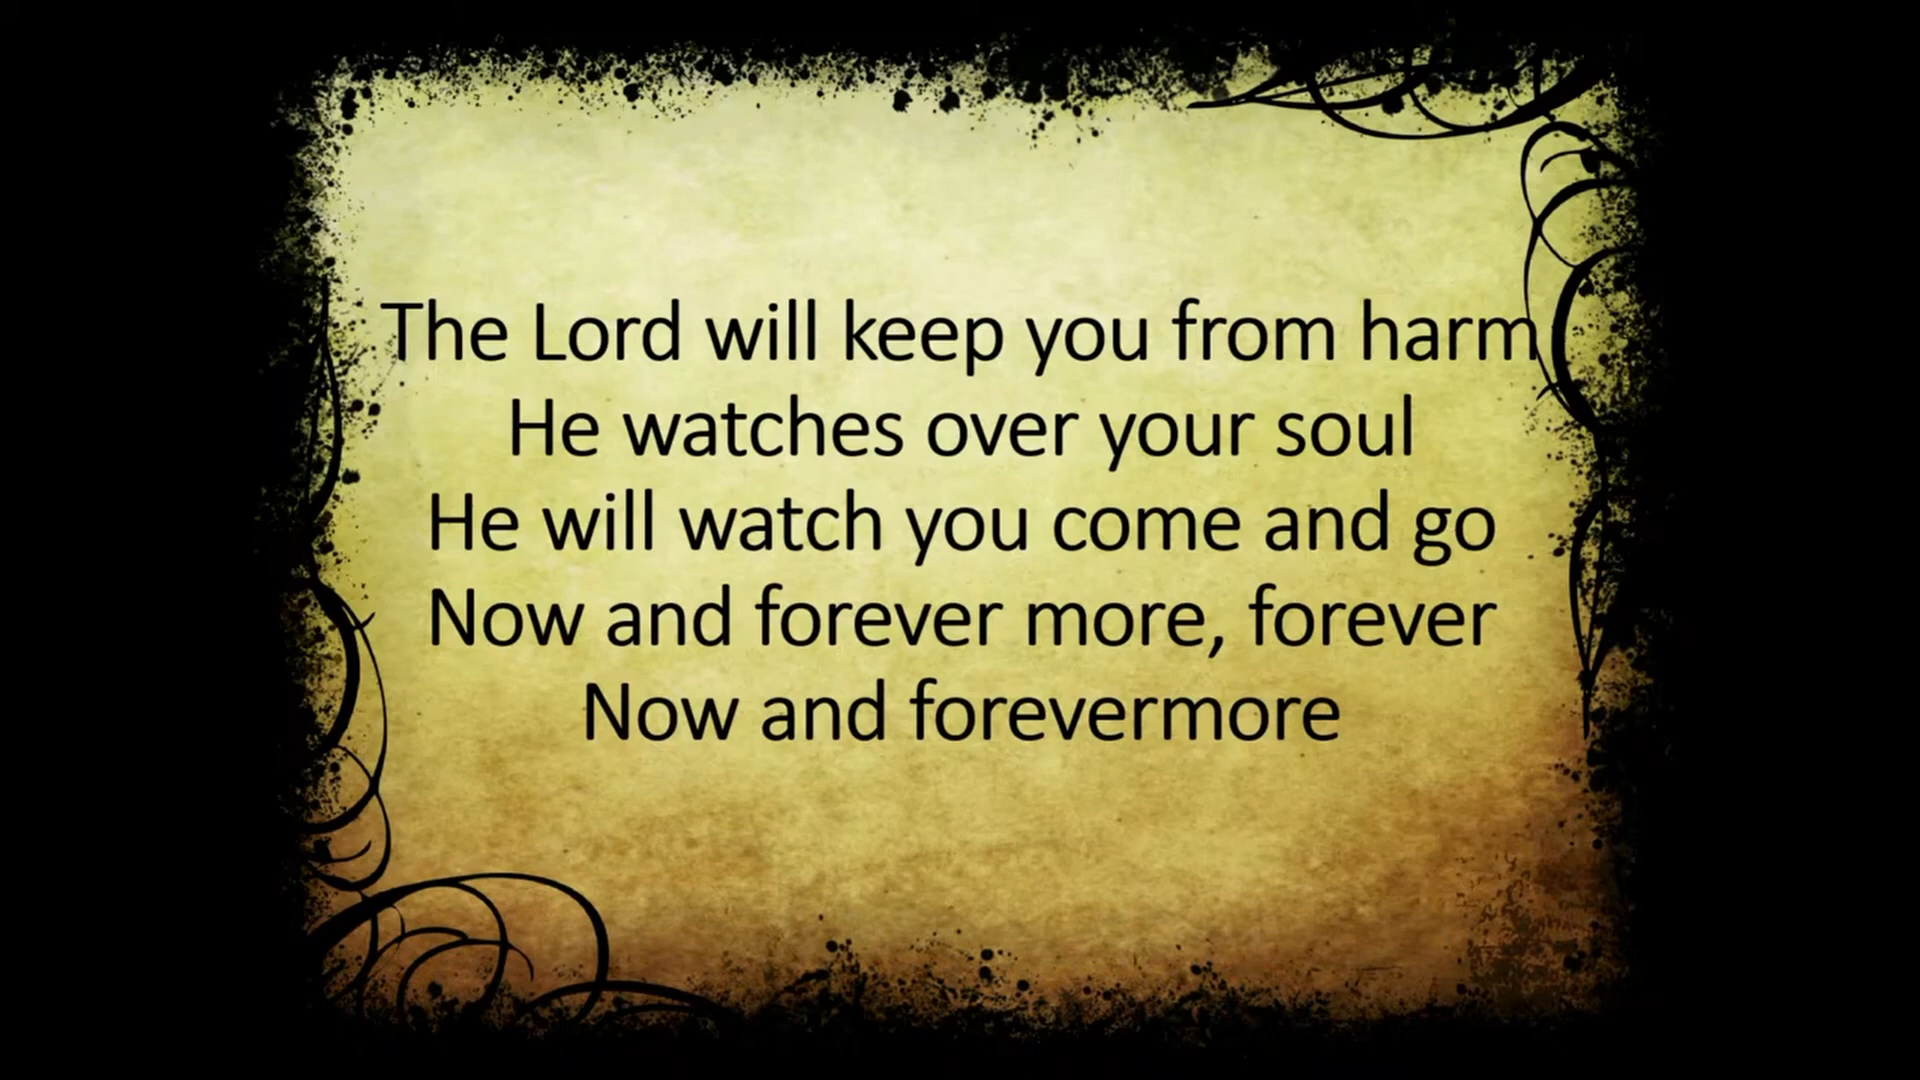 The Lord will keep you from harm
He watches over your soul
He will watch you come and go
Now and forever more, forever
Now and forevermore